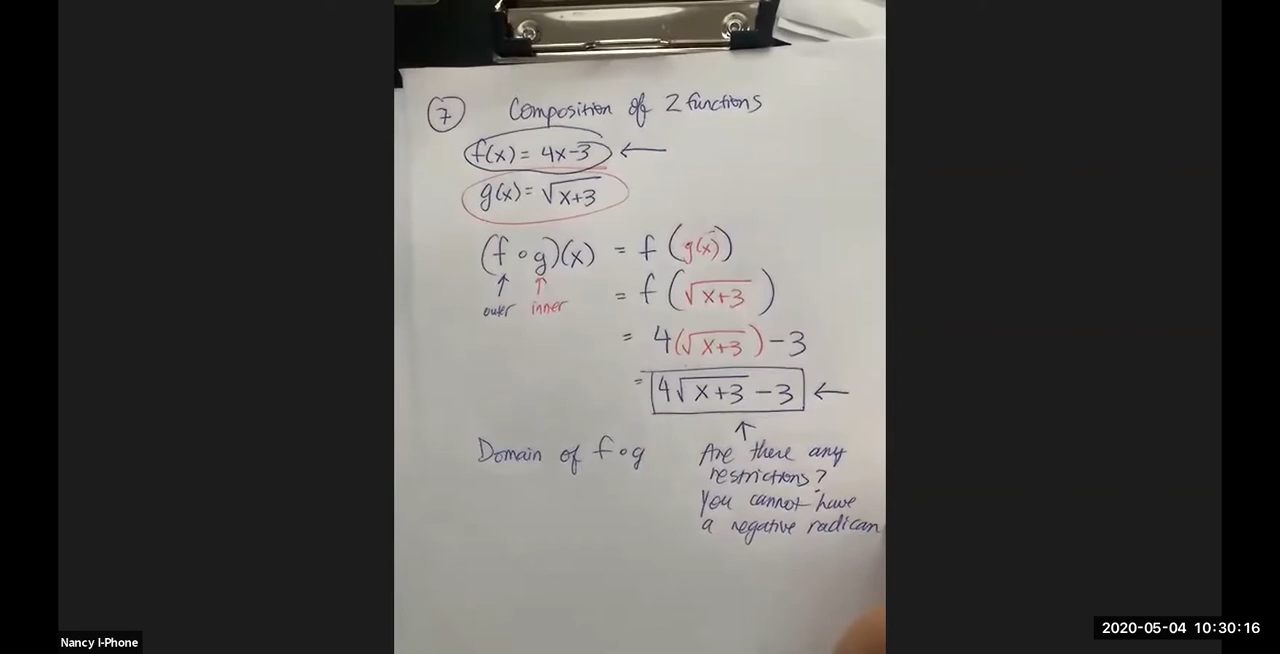 7 Composition of 2 functions
f(x) = 4x-3 ←
g(x) = √x+3
(f ∘ g)(x) = f (g(x))
↑ ↑
outer inner
= f (√x+3)
= 4(√x+3) - 3
= 4√x+3 - 3 ←
↑
Domain of f∘g
Are there any
restrictions?
You cannot have
a negative radican
Nancy I-Phone
2020-05-04 10:30:16